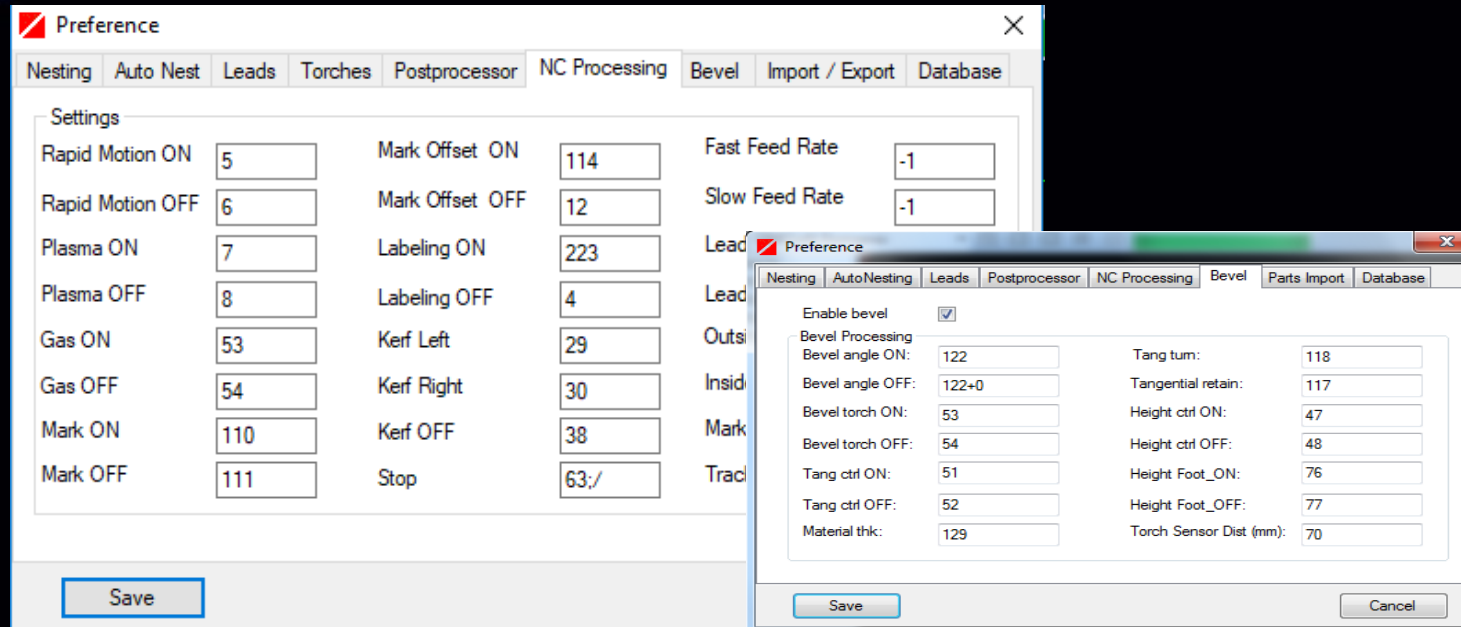 Preference
Nesting Auto Nest Leads Torches Postprocessor NC Processing Bevel Import / Export Database
Settings
Rapid Motion ON 5 Mark Offset ON 114 Fast Feed Rate -1
Rapid Motion OFF 6 Mark Offset OFF 12 Slow Feed Rate -1
Plasma ON 7 Labeling ON 223 Lead
Plasma OFF 8 Labeling OFF 4 Lead
Gas ON 53 Kerf Left 29 Outsi
Gas OFF 54 Kerf Right 30 Insid
Mark ON 110 Kerf OFF 38 Mark
Mark OFF 111 Stop 63;/ Trac
Save
Preference
Nesting AutoNesting Leads Postprocessor NC Processing Bevel Parts Import Database
Enable bevel
Bevel Processing
Bevel angle ON: 122 Tang turn: 118
Bevel angle OFF: 122+0 Tangential retain: 117
Bevel torch ON: 53 Height ctrl ON: 47
Bevel torch OFF: 54 Height ctrl OFF: 48
Tang ctrl ON: 51 Height Foot_ON: 76
Tang ctrl OFF: 52 Height Foot_OFF: 77
Material thk: 129 Torch Sensor Dist (mm): 70
Save Cancel